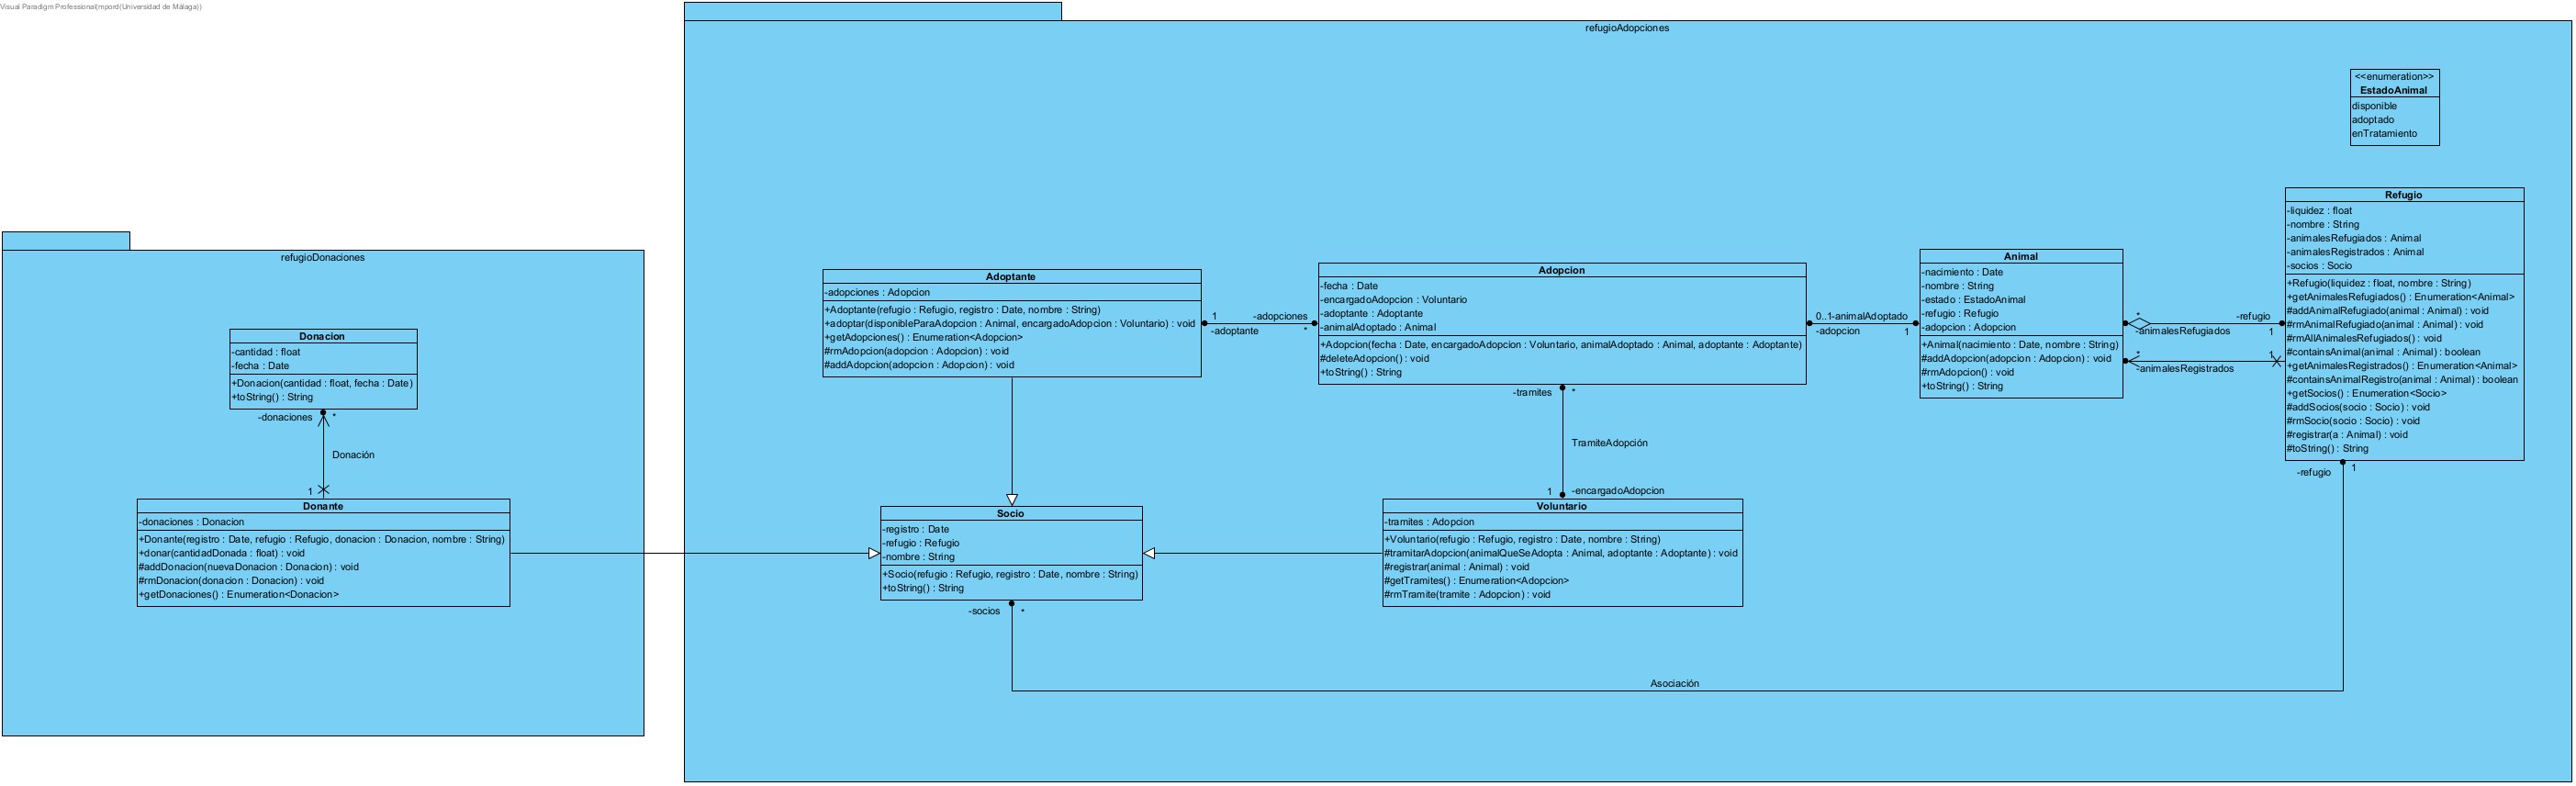 Visual Paradigm Professional(mpord(Universidad de Málaga))
refugioDonaciones
Donacion
-cantidad : float
-fecha : Date
+Donacion(cantidad : float, fecha : Date)
+toString() : String
-donaciones
*
Donación
1
Donante
-donaciones : Donacion
+Donante(registro : Date, refugio : Refugio, donacion : Donacion, nombre : String)
+donar(cantidadDonada : float) : void
#addDonacion(nuevaDonacion : Donacion) : void
#rmDonacion(donacion : Donacion) : void
+getDonaciones() : Enumeration<Donacion>
refugioAdopciones
<<enumeration>>
EstadoAnimal
disponible
adoptado
enTratamiento
Adoptante
-adopciones : Adopcion
+Adoptante(refugio : Refugio, registro : Date, nombre : String)
+adoptar(disponibleParaAdopcion : Animal, encargadoAdopcion : Voluntario) : void
+getAdopciones() : Enumeration<Adopcion>
#rmAdopcion(adopcion : Adopcion) : void
#addAdopcion(adopcion : Adopcion) : void
1
-adoptante
-adopciones
*
Adopcion
-fecha : Date
-encargadoAdopcion : Voluntario
-adoptante : Adoptante
-animalAdoptado : Animal
+Adopcion(fecha : Date, encargadoAdopcion : Voluntario, animalAdoptado : Animal, adoptante : Adoptante)
#deleteAdopcion() : void
+toString() : String
0..1
-adopcion
-animalAdoptado
1
Animal
-nacimiento : Date
-nombre : String
-estado : EstadoAnimal
-refugio : Refugio
-adopcion : Adopcion
+Animal(nacimiento : Date, nombre : String)
#addAdopcion(adopcion : Adopcion) : void
#rmAdopcion() : void
+toString() : String
*
-animalesRefugiados
-refugio
1
*
-animalesRegistrados
1
Refugio
-liquidez : float
-nombre : String
-animalesRefugiados : Animal
-animalesRegistrados : Animal
-socios : Socio
+Refugio(liquidez : float, nombre : String)
+getAnimalesRefugiados() : Enumeration<Animal>
#addAnimalRefugiado(animal : Animal) : void
#rmAnimalRefugiado(animal : Animal) : void
#rmAllAnimalesRefugiados() : void
#containsAnimal(animal : Animal) : boolean
+getAnimalesRegistrados() : Enumeration<Animal>
#containsAnimalRegistro(animal : Animal) : boolean
+getSocios() : Enumeration<Socio>
#addSocios(socio : Socio) : void
#rmSocio(socio : Socio) : void
#registrar(a : Animal) : void
#toString() : String
-refugio
1
-tramites
*
TramiteAdopción
1
-encargadoAdopcion
Socio
-registro : Date
-refugio : Refugio
-nombre : String
+Socio(refugio : Refugio, registro : Date, nombre : String)
+toString() : String
-socios
*
Voluntario
-tramites : Adopcion
+Voluntario(refugio : Refugio, registro : Date, nombre : String)
#tramitarAdopcion(animalQueSeAdopta : Animal, adoptante : Adoptante) : void
#registrar(animal : Animal) : void
#getTramites() : Enumeration<Adopcion>
#rmTramite(tramite : Adopcion) : void
Asociación